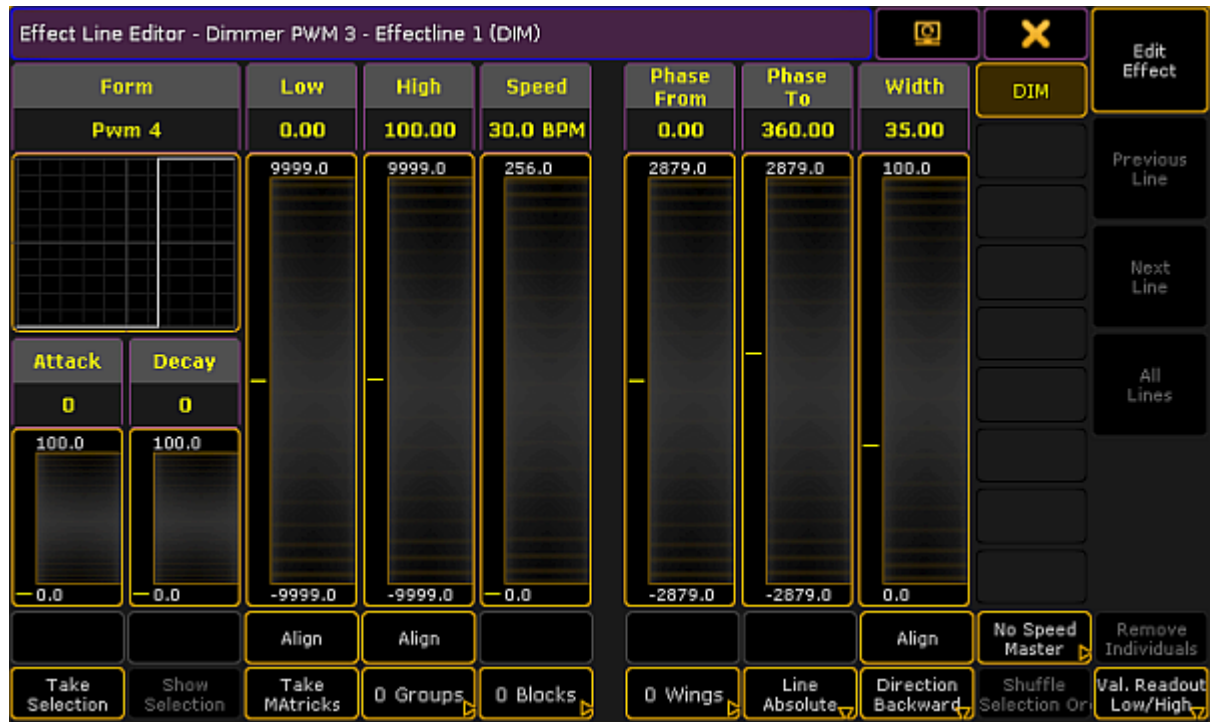 Effect Line Editor - Dimmer PWM 3 - Effectline 1 (DIM)
Edit
Effect
Form
Low
High
Speed
Phase
From
Phase
To
Width
DIM
Pwm 4
0.00
100.00
30.0 BPM
0.00
360.00
35.00
9999.0
9999.0
256.0
2879.0
2879.0
100.0
Previous
Line
Next
Line
Attack
Decay
All
Lines
0
0
100.0
100.0
0.0
0.0
-9999.0
-9999.0
0.0
-2879.0
-2879.0
0.0
Align
Align
Align
No Speed
Master
Remove
Individuals
Take
Selection
Show
Selection
Take
MAtricks
0 Groups
0 Blocks
0 Wings
Line
Absolute
Direction
Backward
Shuffle
Selection Or
Val. Readout
Low/High